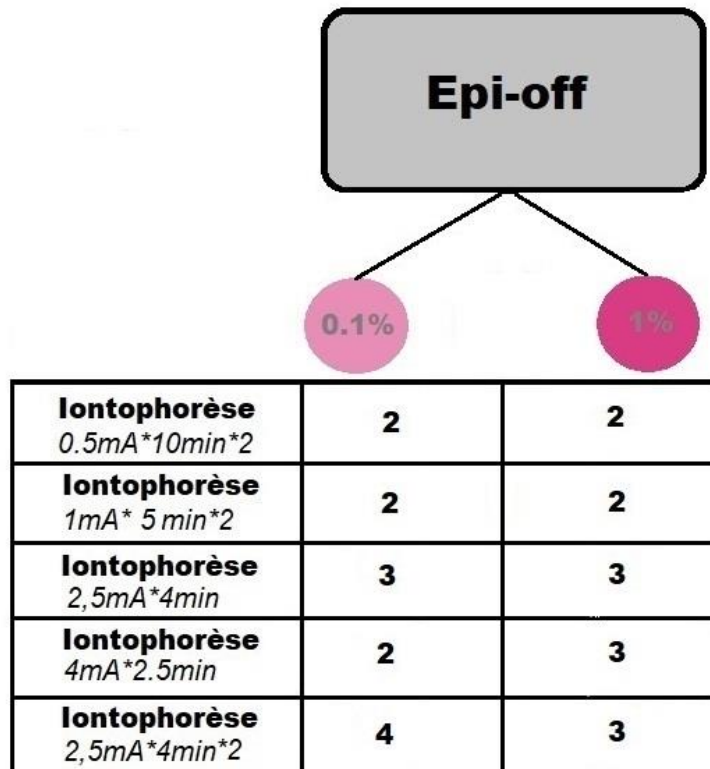 Epi-off
0.1% 1%
Iontophorèse
0.5mA*10min*2 2 2
Iontophorèse
1mA* 5 min*2 2 2
Iontophorèse
2,5mA*4min 3 3
Iontophorèse
4mA*2.5min 2 3
Iontophorèse
2,5mA*4min*2 4 3